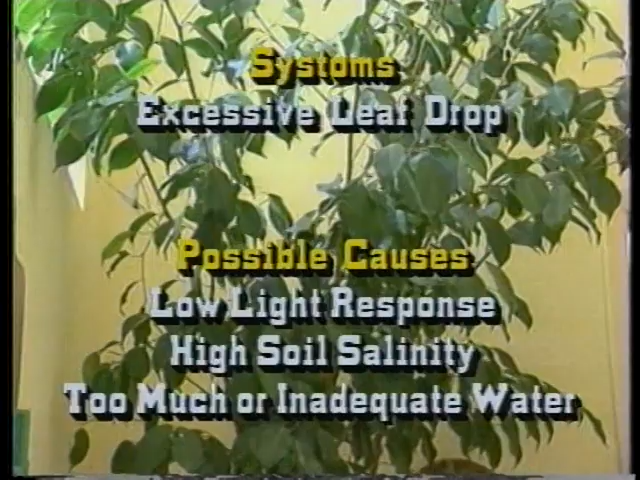 Systoms
Excessive Leaf Drop
Possible Causes
Low Light Response
High Soil Salinity
Too Much or Inadequate Water